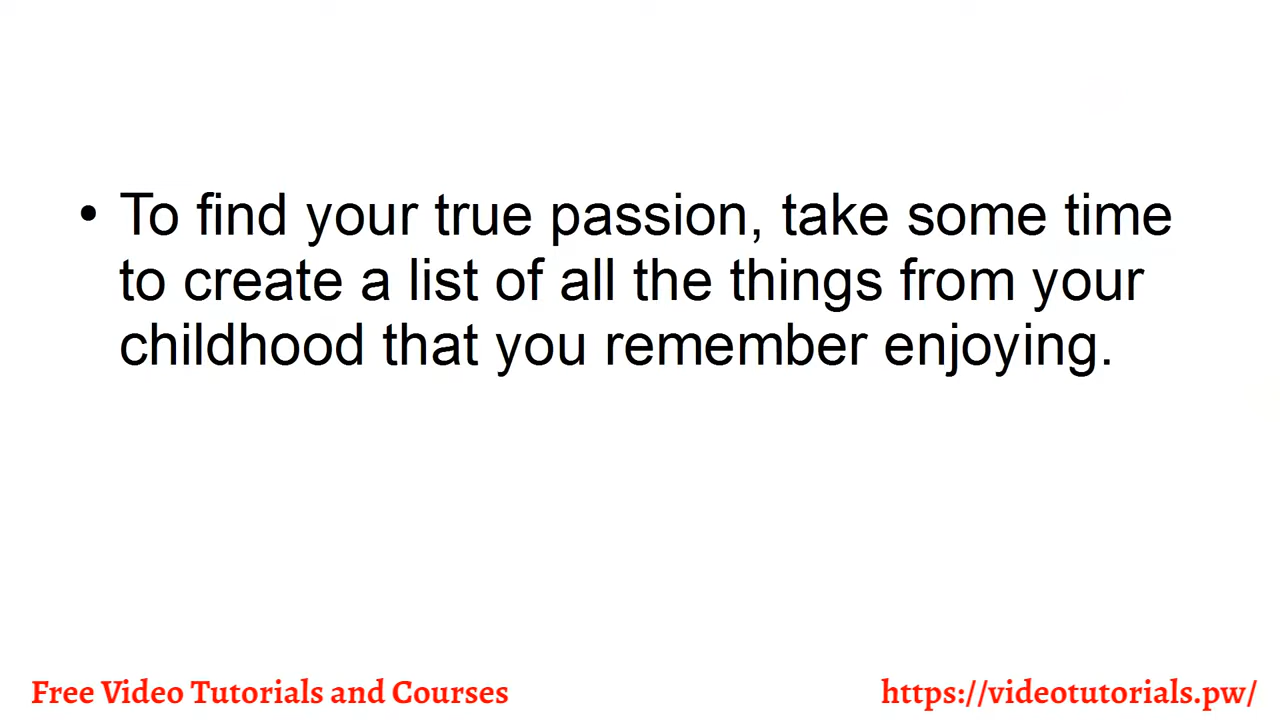 • To find your true passion, take some time
to create a list of all the things from your
childhood that you remember enjoying.
Free Video Tutorials and Courses
https://videotutorials.pw/